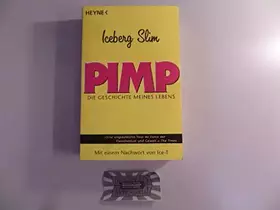 HEYNE <
Iceberg Slim
PIMP
DIE GESCHICHTE MEINES LEBENS
Mit einem Nachwort von Ice-T